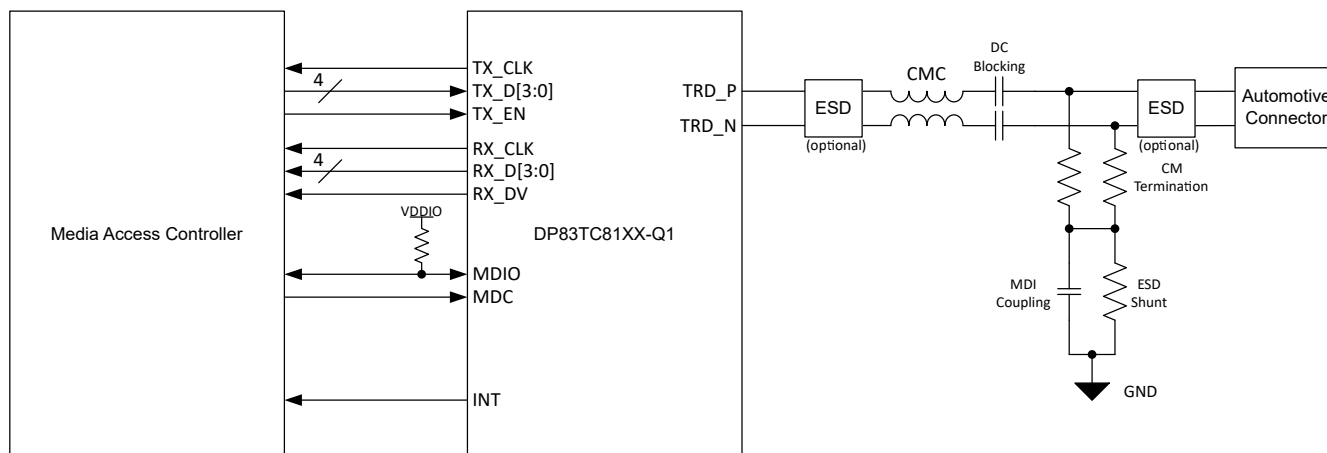 Media Access Controller
4
4
VDDIO
TX_CLK
TX_D[3:0]
TX_EN
RX_CLK
RX_D[3:0]
RX_DV
MDIO
MDC
INT
DP83TC81XX-Q1
TRD_P
TRD_N
ESD
(optional)
CMC
DC
Blocking
ESD
(optional)
Automotive
Connector
CM
Termination
MDI
Coupling
ESD
Shunt
GND